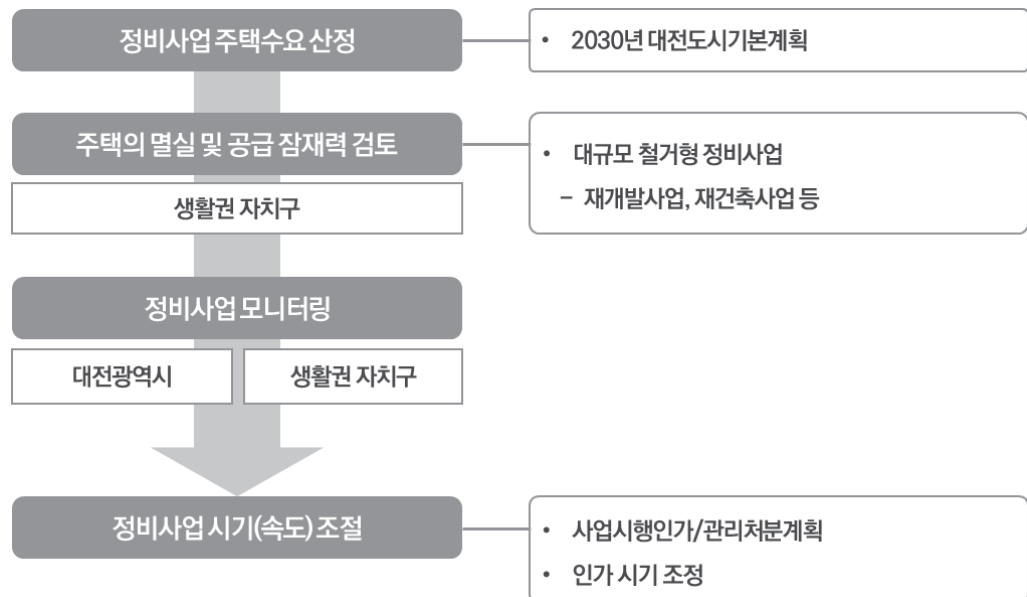 정비사업 주택수요 산정
• 2030년 대전도시기본계획
주택의 멸실 및 공급 잠재력 검토
• 대규모 철거형 정비사업
– 재개발사업, 재건축사업 등
생활권 자치구
정비사업 모니터링
대전광역시
생활권 자치구
정비사업 시기(속도) 조절
• 사업시행인가/관리처분계획
• 인가 시기 조정